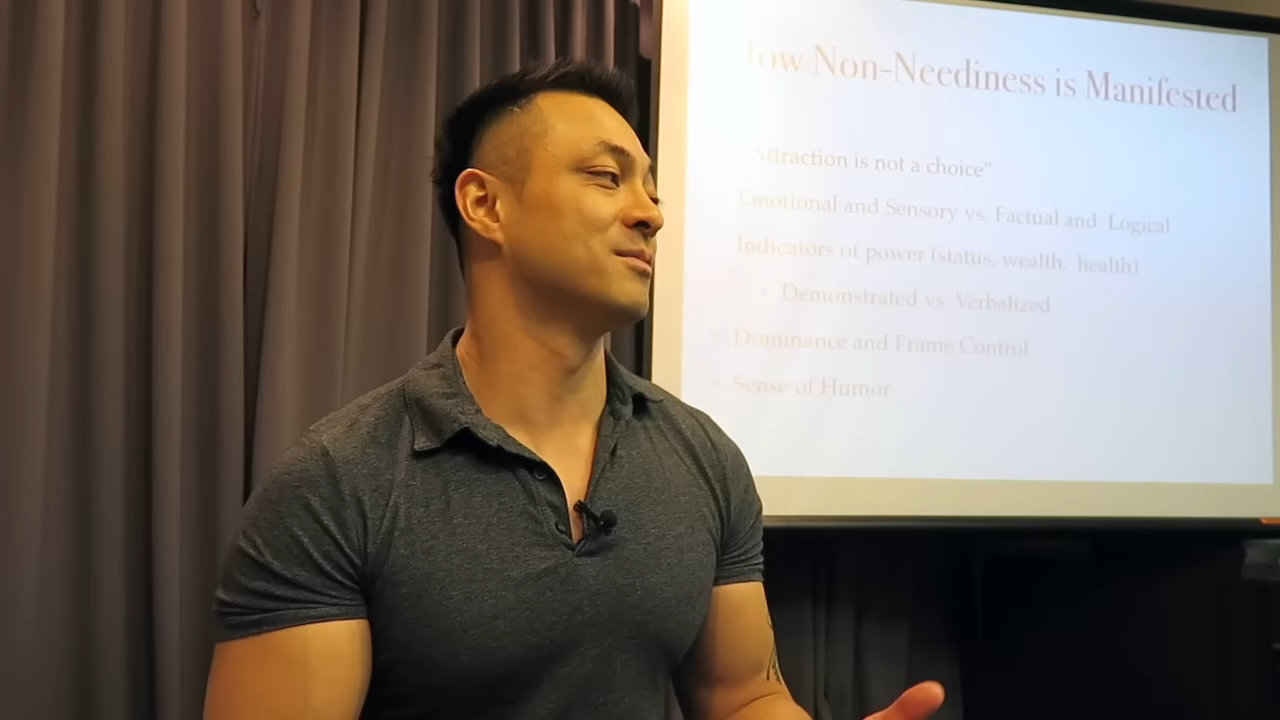 How Non-Neediness is Manifested
"Attraction is not a choice"
Emotional and Sensory vs. Factual and Logical
Indicators of power (status, wealth, health)
Demonstrated vs. Verbalized
Dominance and Frame Control
Sense of Humor